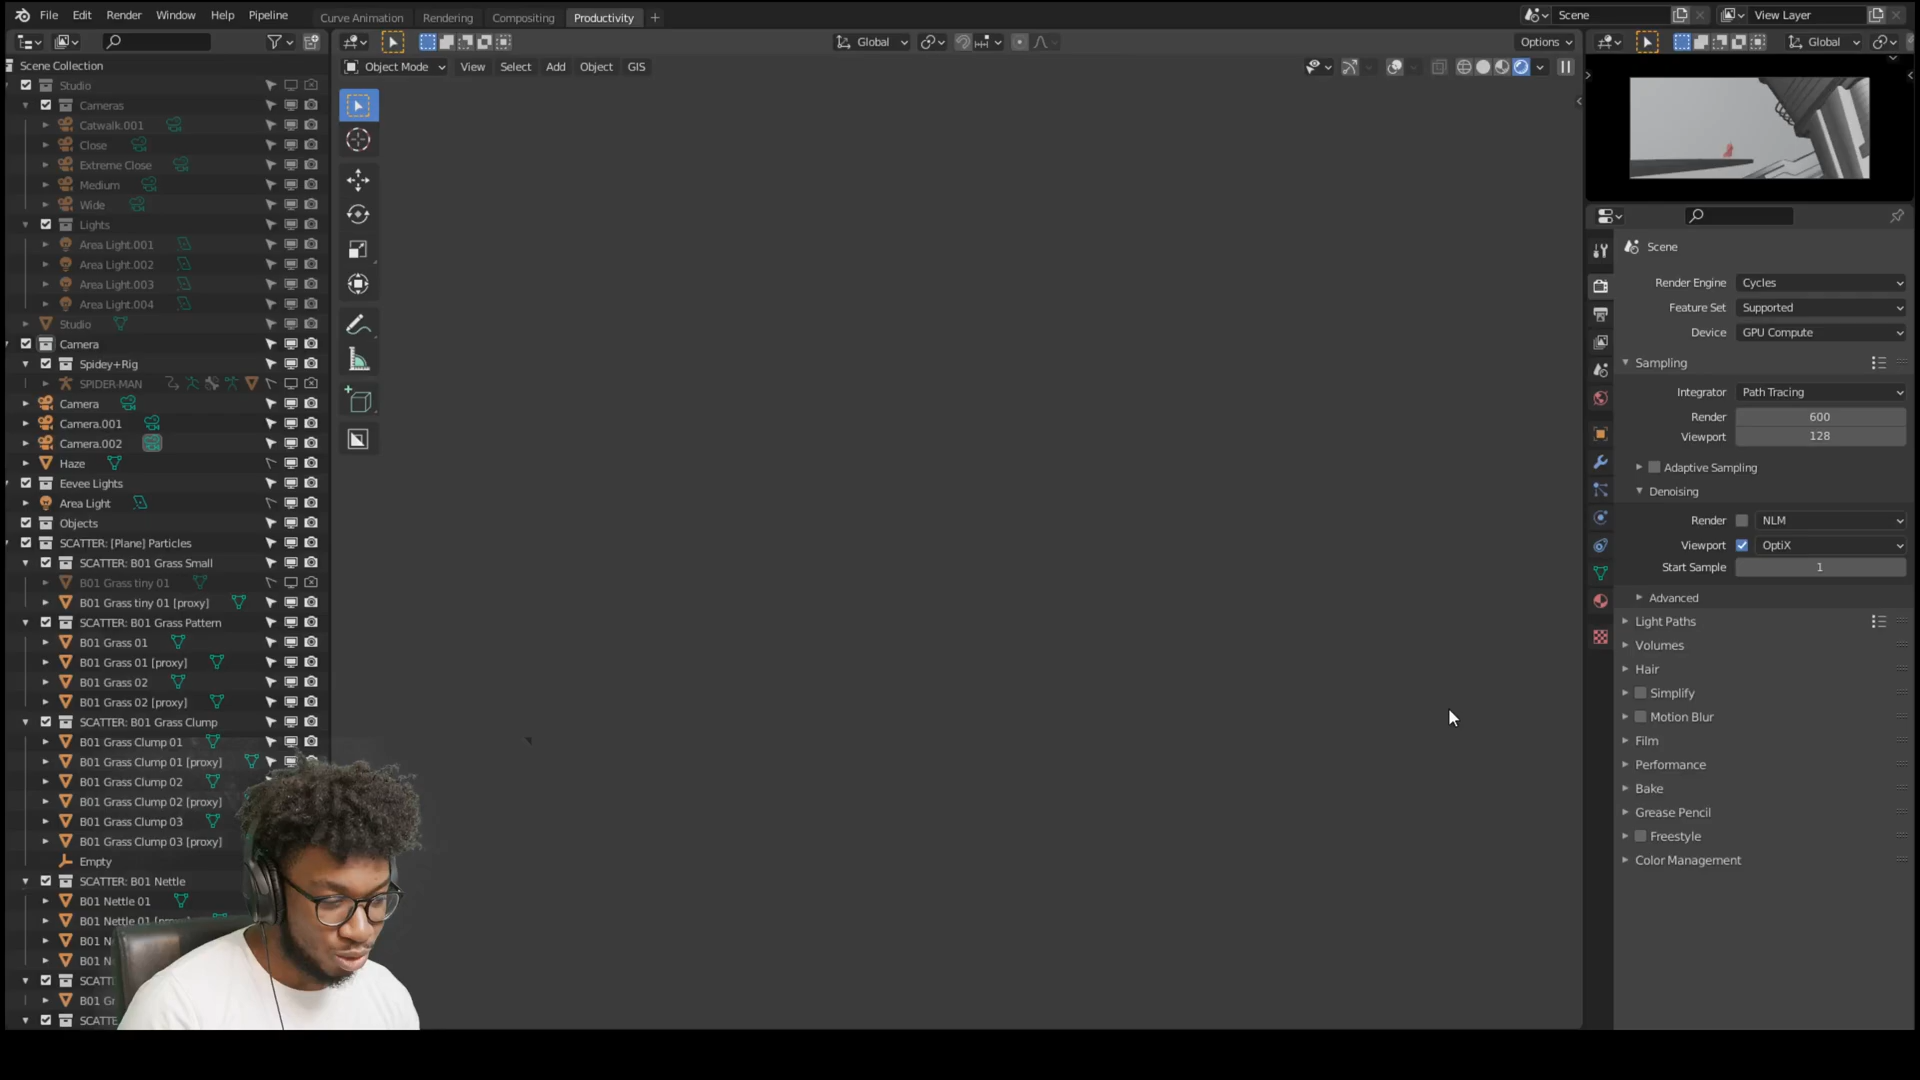 File Edit Render Window Help Pipeline Curve Animation Rendering Compositing Productivity + Scene View Layer
Global Options Global
Scene Collection Object Mode View Select Add Object GIS
Studio
Cameras
Catwalk.001
Close
Extreme Close
Medium
Wide
Lights
Area Light.001
Area Light.002
Area Light.003
Area Light.004
Studio
Camera
Spidey+Rig
SPIDER-MAN
Camera
Camera.001
Camera.002
Haze
Eevee Lights
Area Light
Objects
SCATTER: [Plane] Particles
SCATTER: B01 Grass Small
B01 Grass tiny 01
B01 Grass tiny 01 [proxy]
SCATTER: B01 Grass Pattern
B01 Grass 01
B01 Grass 01 [proxy]
B01 Grass 02
B01 Grass 02 [proxy]
SCATTER: B01 Grass Clump
B01 Grass Clump 01
B01 Grass Clump 01 [proxy]
B01 Grass Clump 02
B01 Grass Clump 02 [proxy]
B01 Grass Clump 03
B01 Grass Clump 03 [proxy]
Empty
SCATTER: B01 Nettle
B01 Nettle 01
B01 Nettle 01
B01 N
B01 N
SCATT
B01 Gr
SCATTE
Scene
Render Engine Cycles
Feature Set Supported
Device GPU Compute
Sampling
Integrator Path Tracing
Render 600
Viewport 128
Adaptive Sampling
Denoising
Render NLM
Viewport OptiX
Start Sample 1
Advanced
Light Paths
Volumes
Hair
Simplify
Motion Blur
Film
Performance
Bake
Grease Pencil
Freestyle
Color Management